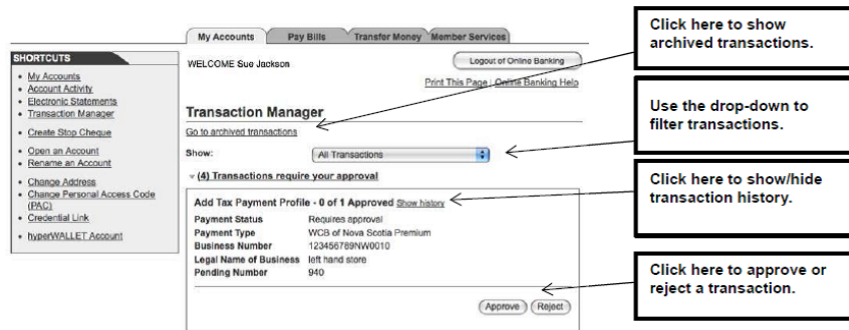 My Accounts Pay Bills Transfer Money Member Services
SHORTCUTS
• My Accounts
• Account Activity
• Electronic Statements
• Transaction Manager
• Create Stop Cheque
• Open an Account
• Rename an Account
• Change Address
• Change Personal Access Code
(PAC)
• Credential Link
• hyperWALLET Account
WELCOME Sue Jackson
Logout of Online Banking
Print This Page | Online Banking Help
Transaction Manager
Go to archived transactions
Show: All Transactions
(4) Transactions require your approval
Add Tax Payment Profile - 0 of 1 Approved Show history
Payment Status Requires approval
Payment Type WCB of Nova Scotia Premium
Business Number 123456789NW0010
Legal Name of Business left hand store
Pending Number 940
Approve Reject
Click here to show
archived transactions.
Use the drop-down to
filter transactions.
Click here to show/hide
transaction history.
Click here to approve or
reject a transaction.